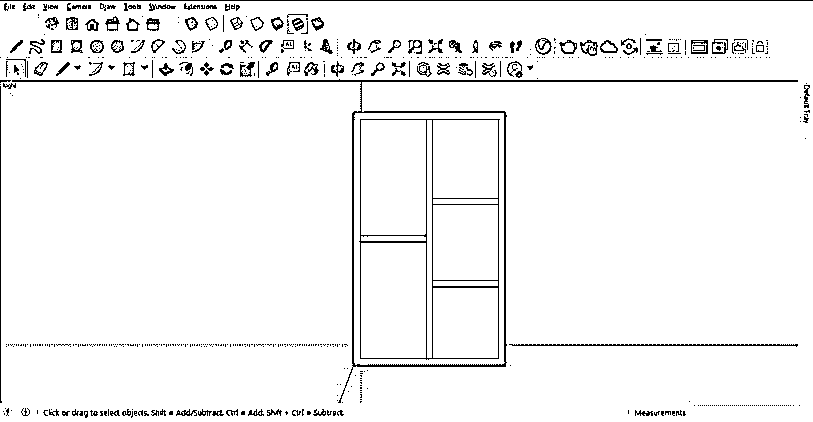 File Edit View Camera Draw Tools Window Extensions Help
Right
Default Tray
Click or drag to select objects. Shift = Add/Subtract. Ctrl = Add. Shift + Ctrl = Subtract.
Measurements